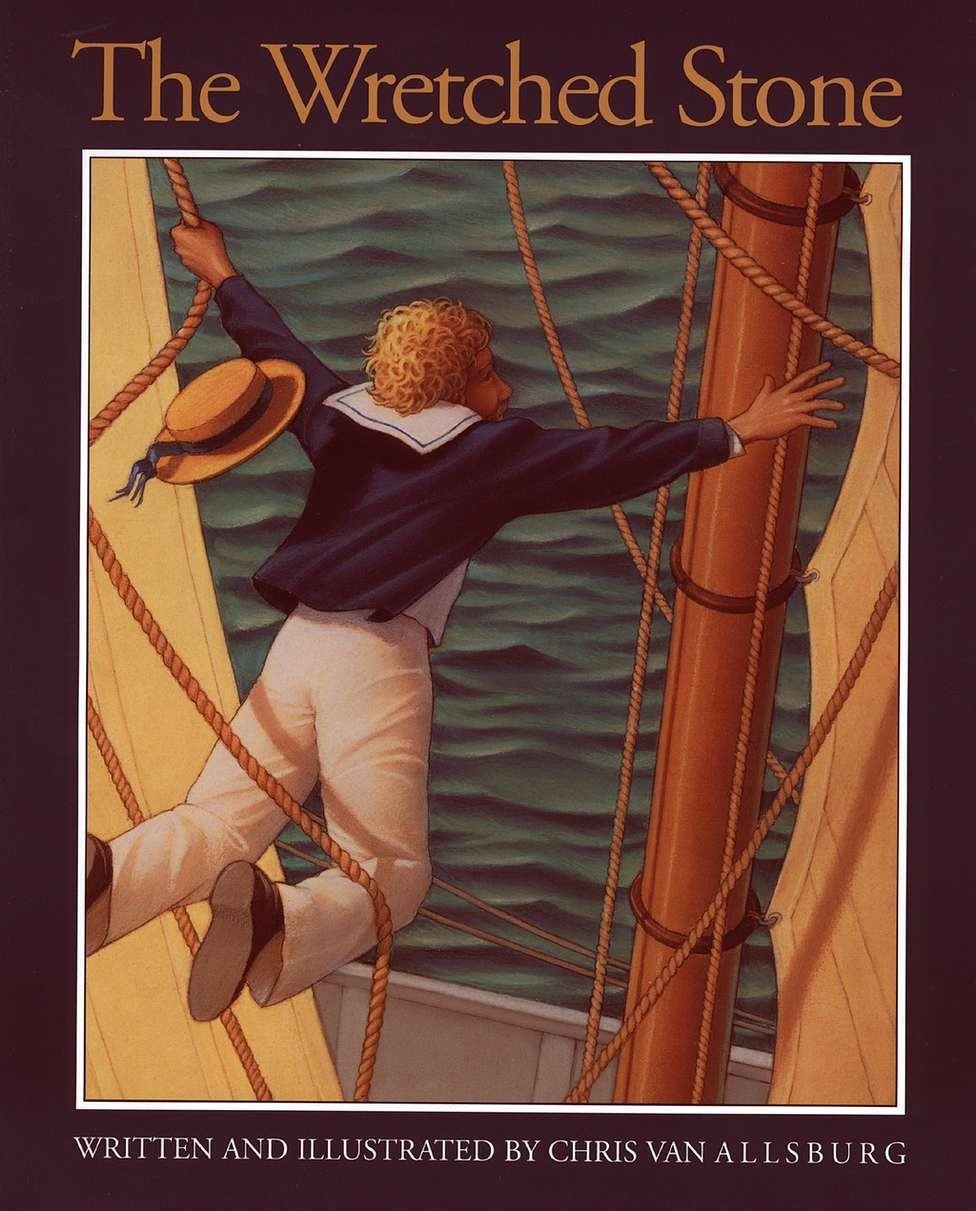 The Wretched Stone
WRITTEN AND ILLUSTRATED BY CHRIS VAN ALLSBURG